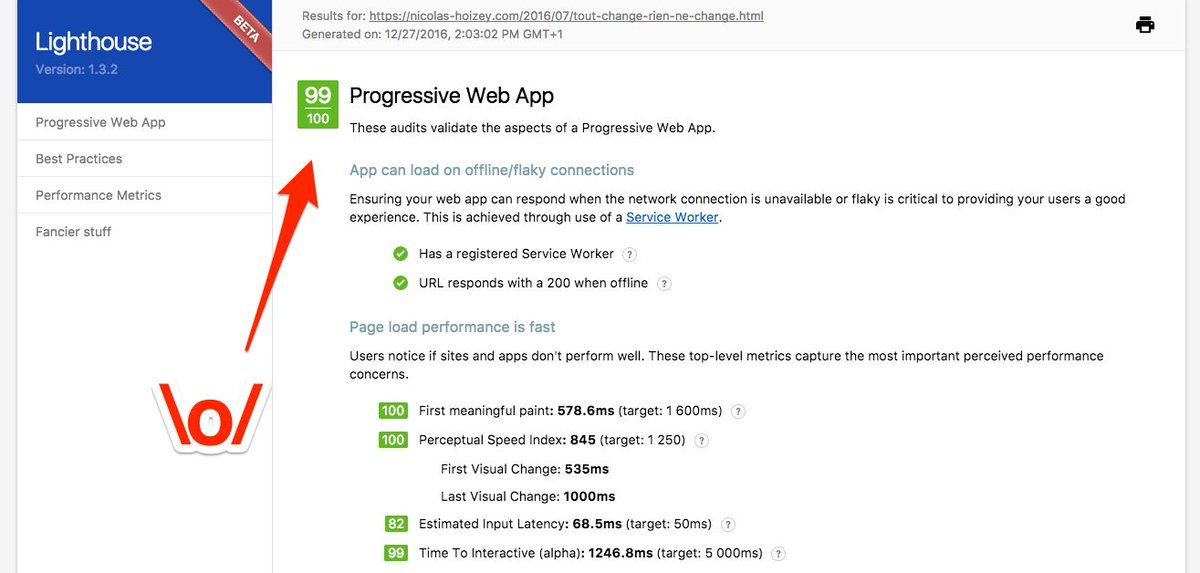 Lighthouse
Version: 1.3.2
BETA
Progressive Web App
Best Practices
Performance Metrics
Fancier stuff
Results for: https://nicolas-hoizey.com/2016/07/tout-change-rien-ne-change.html
Generated on: 12/27/2016, 2:03:02 PM GMT+1
99
100
Progressive Web App
These audits validate the aspects of a Progressive Web App.
App can load on offline/flaky connections
Ensuring your web app can respond when the network connection is unavailable or flaky is critical to providing your users a good
experience. This is achieved through use of a Service Worker.
Has a registered Service Worker ?
URL responds with a 200 when offline ?
Page load performance is fast
Users notice if sites and apps don't perform well. These top-level metrics capture the most important perceived performance
concerns.
100 First meaningful paint: 578.6ms (target: 1 600ms) ?
100 Perceptual Speed Index: 845 (target: 1 250) ?
First Visual Change: 535ms
Last Visual Change: 1000ms
82 Estimated Input Latency: 68.5ms (target: 50ms) ?
99 Time To Interactive (alpha): 1246.8ms (target: 5 000ms) ?
\o/